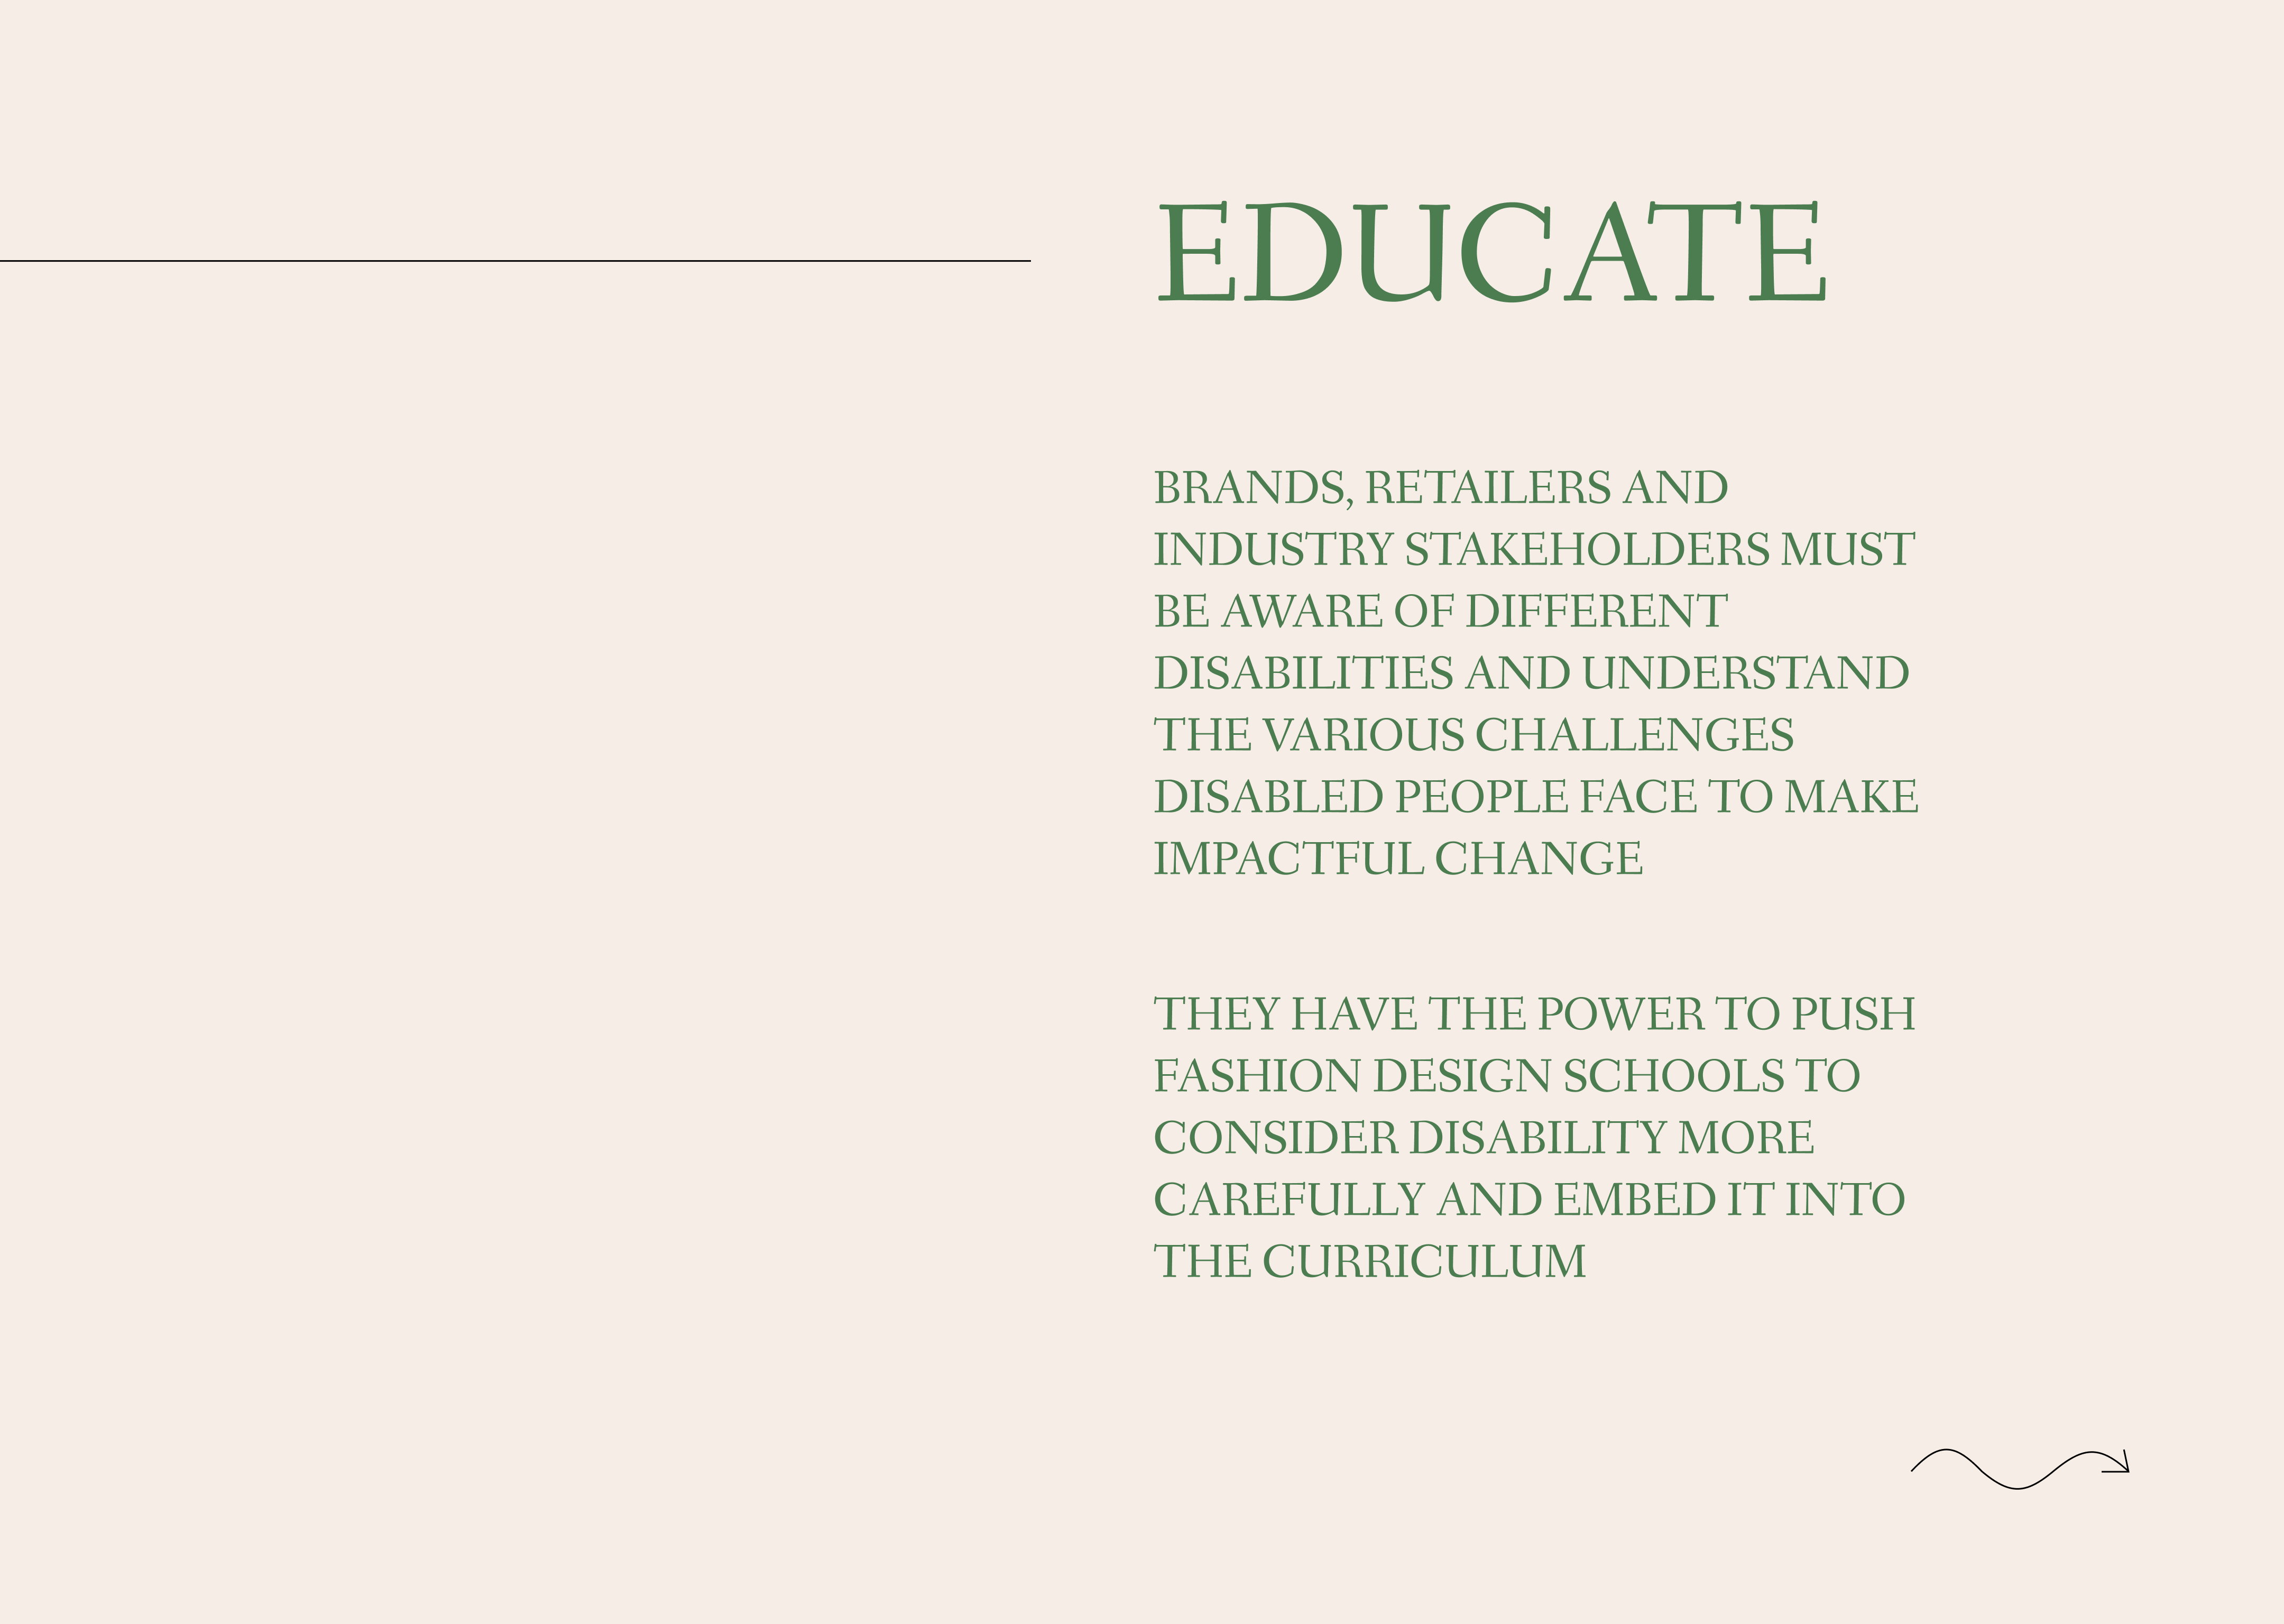 EDUCATE
BRANDS, RETAILERS AND
INDUSTRY STAKEHOLDERS MUST
BE AWARE OF DIFFERENT
DISABILITIES AND UNDERSTAND
THE VARIOUS CHALLENGES
DISABLED PEOPLE FACE TO MAKE
IMPACTFUL CHANGE
THEY HAVE THE POWER TO PUSH
FASHION DESIGN SCHOOLS TO
CONSIDER DISABILITY MORE
CAREFULLY AND EMBED IT INTO
THE CURRICULUM